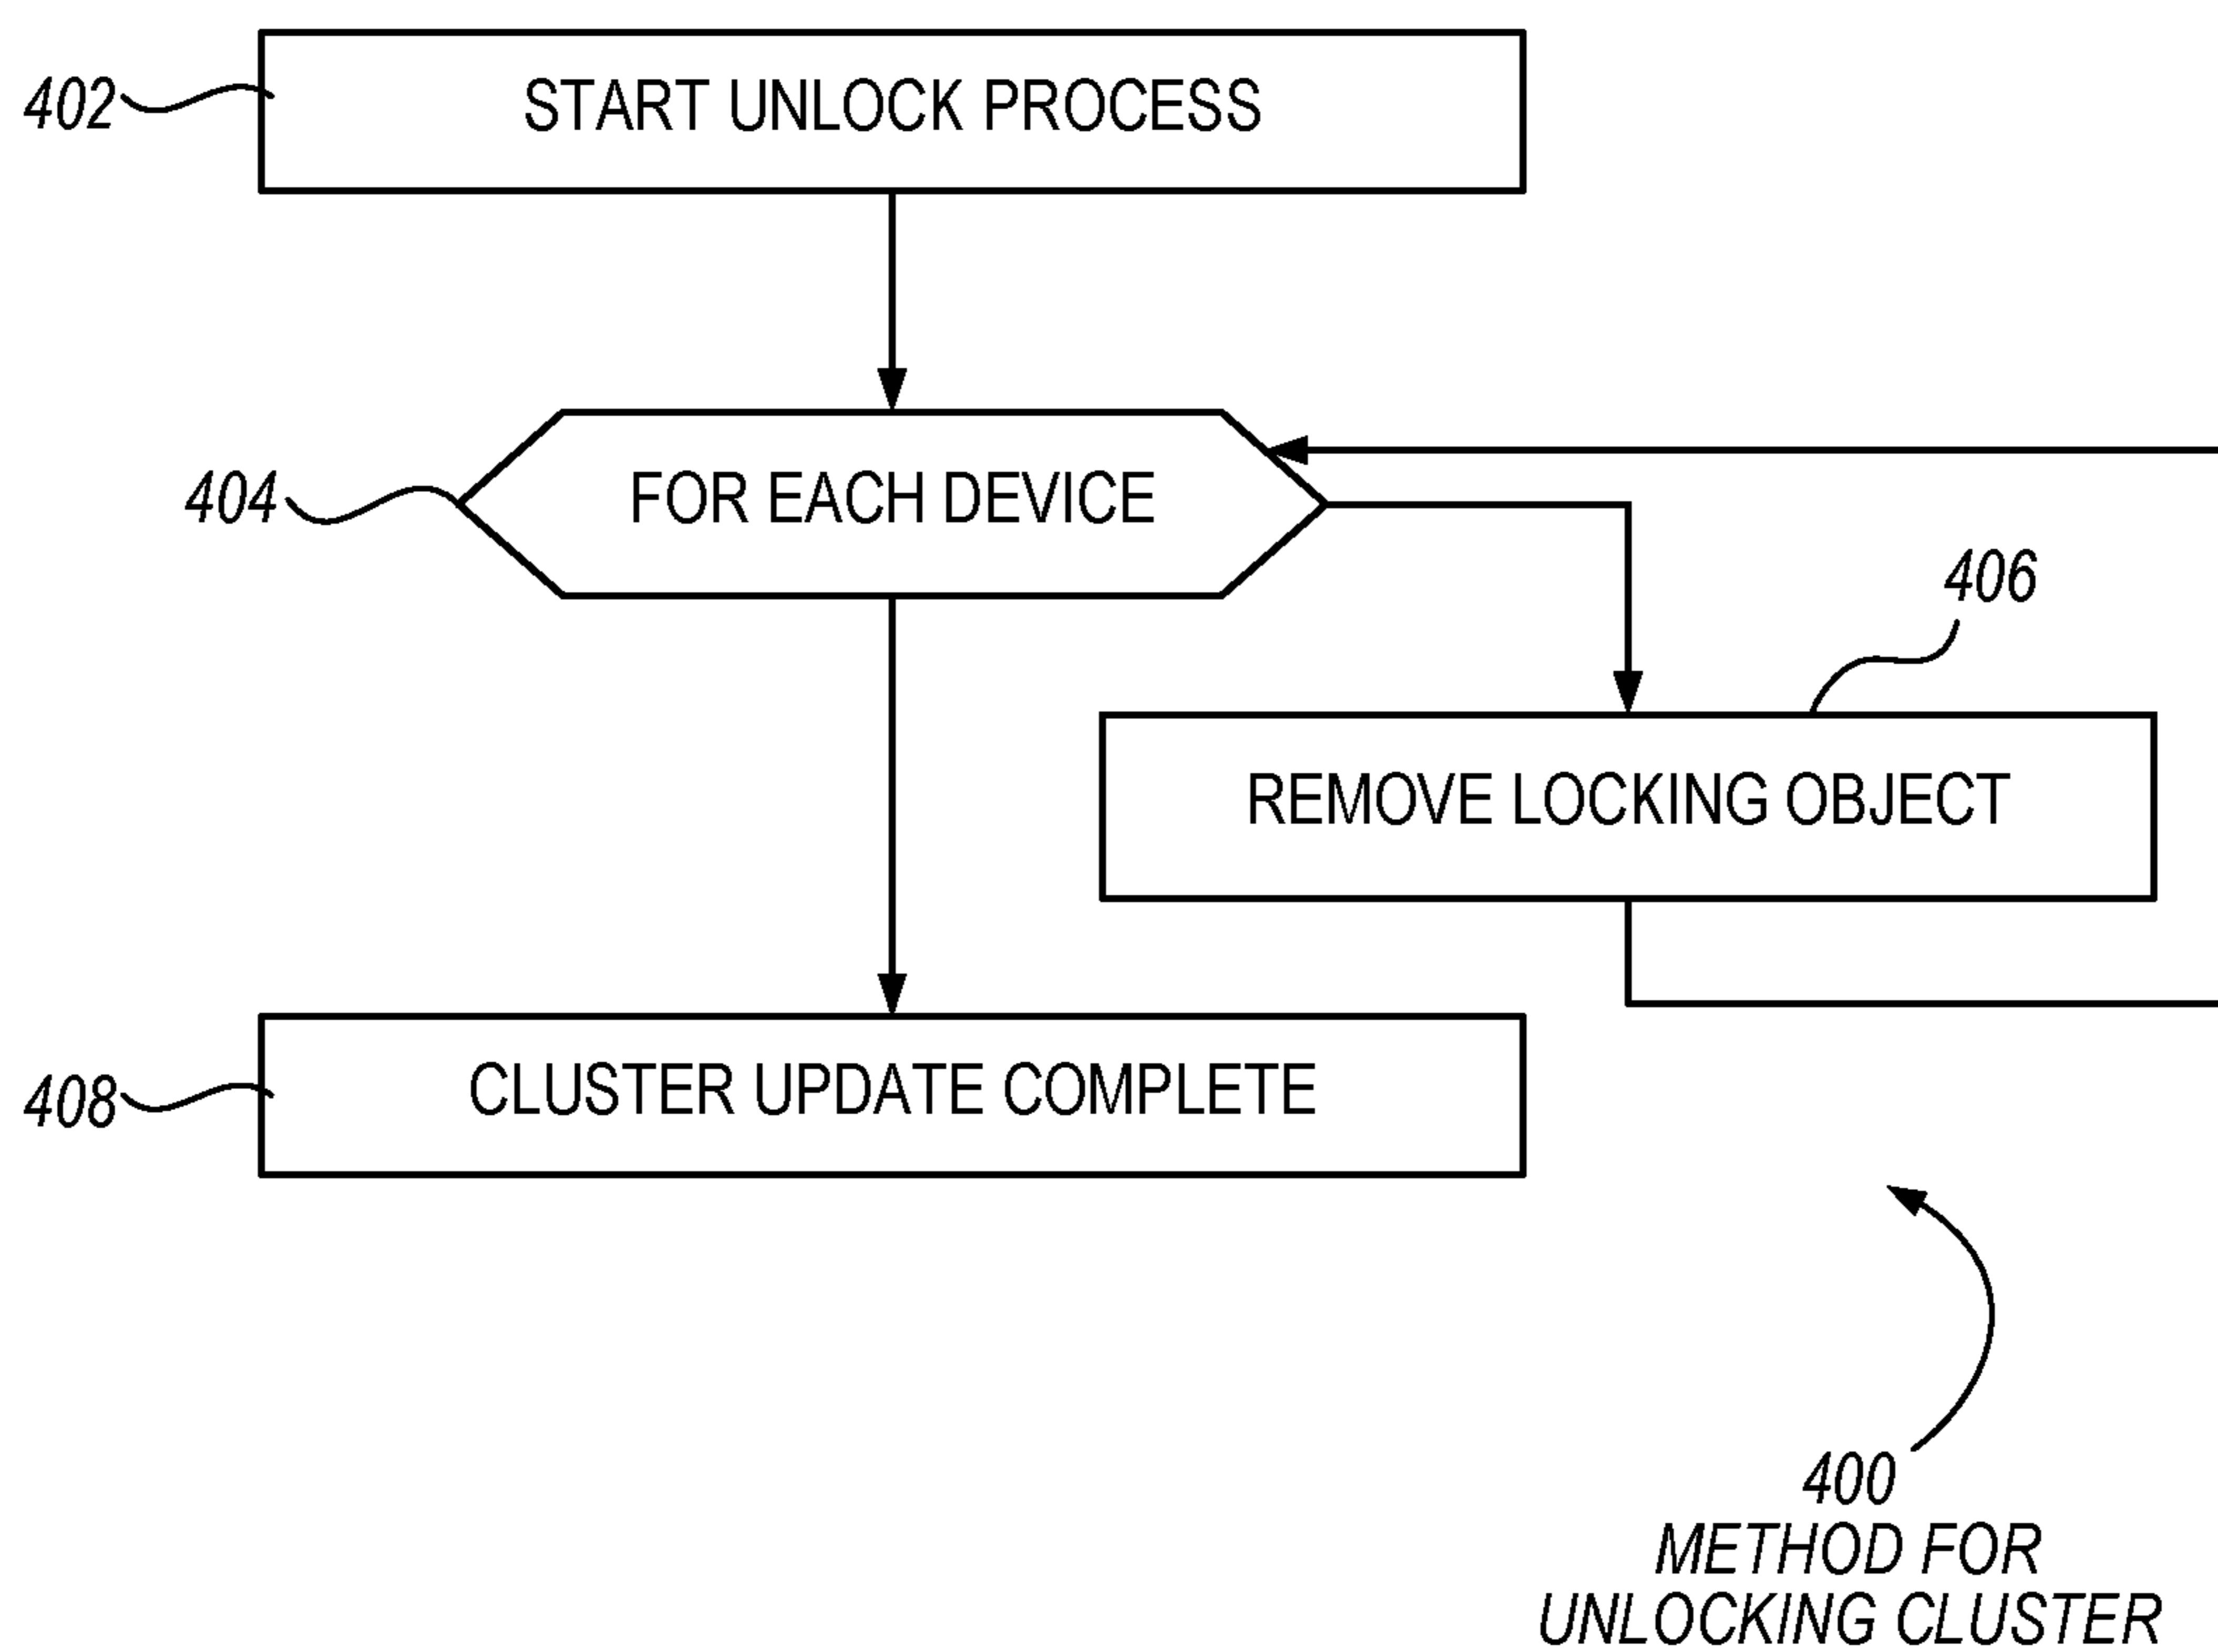 402
START UNLOCK PROCESS
404
FOR EACH DEVICE
406
REMOVE LOCKING OBJECT
408
CLUSTER UPDATE COMPLETE
400
METHOD FOR
UNLOCKING CLUSTER